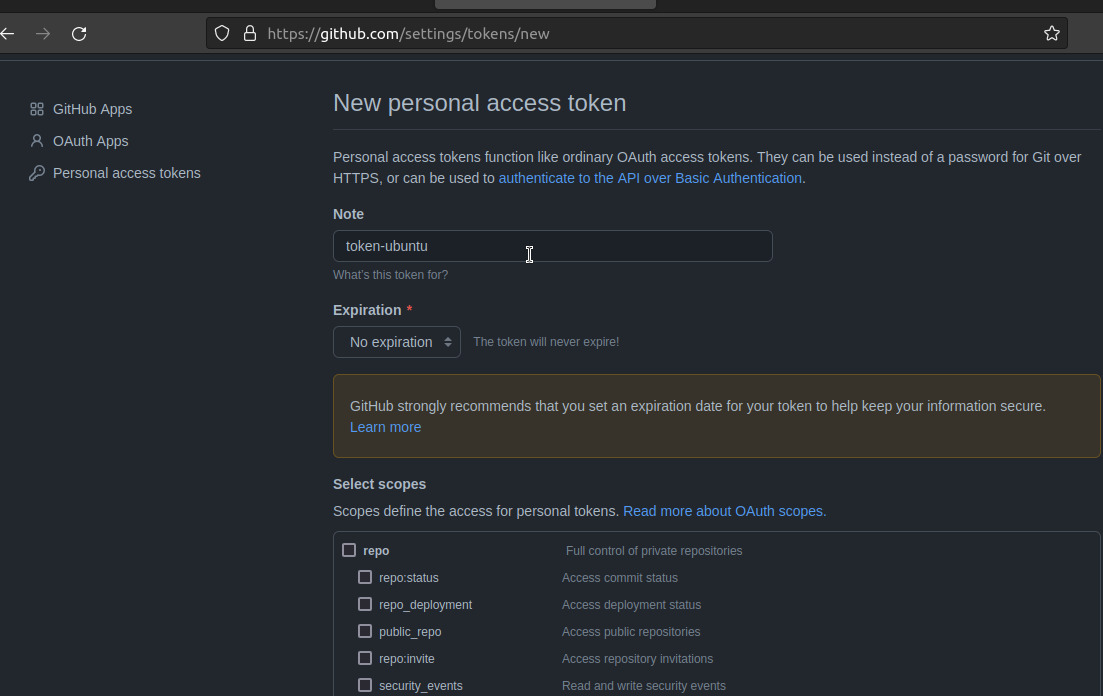 https://github.com/settings/tokens/new
GitHub Apps
OAuth Apps
Personal access tokens
New personal access token
Personal access tokens function like ordinary OAuth access tokens. They can be used instead of a password for Git over
HTTPS, or can be used to authenticate to the API over Basic Authentication.
Note
token-ubuntu
What's this token for?
Expiration *
No expiration The token will never expire!
GitHub strongly recommends that you set an expiration date for your token to help keep your information secure.
Learn more
Select scopes
Scopes define the access for personal tokens. Read more about OAuth scopes.
repo Full control of private repositories
repo:status Access commit status
repo_deployment Access deployment status
public_repo Access public repositories
repo:invite Access repository invitations
security_events Read and write security events